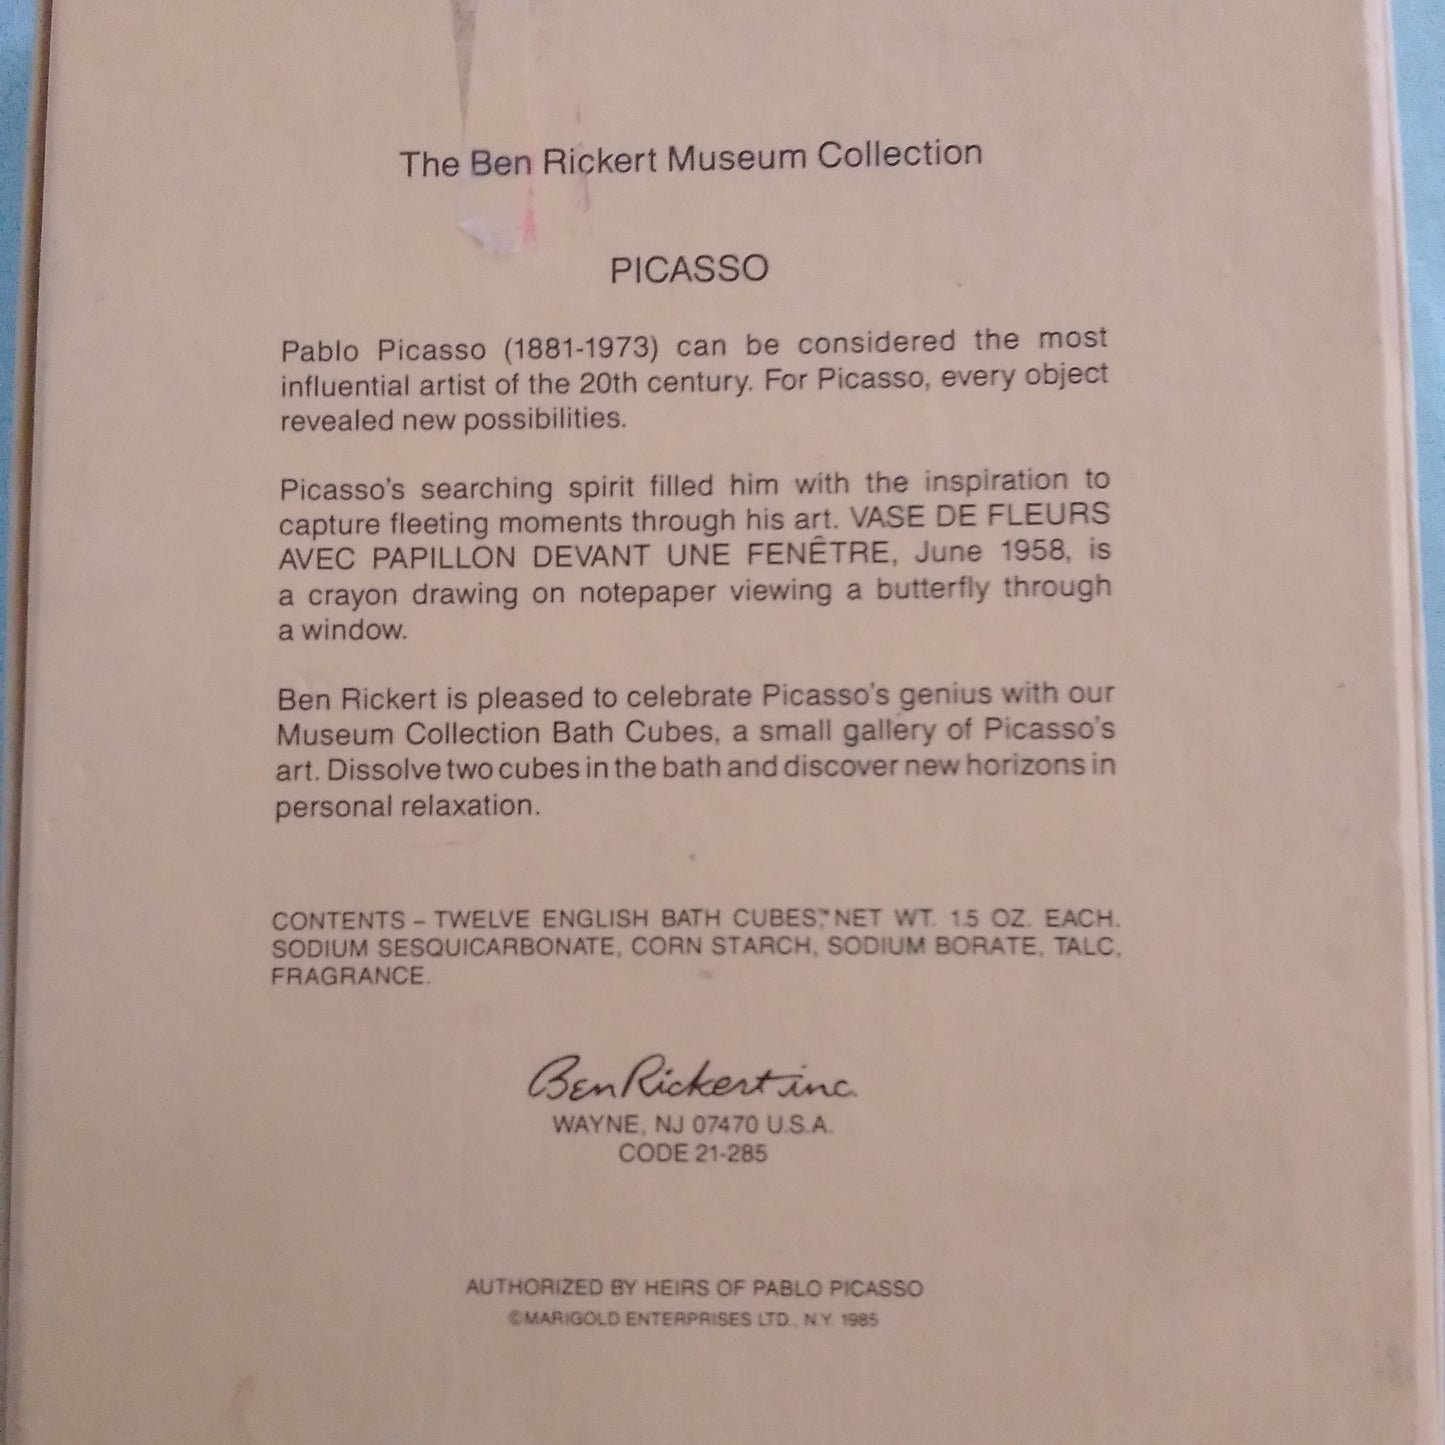 The Ben Rickert Museum Collection
PICASSO
Pablo Picasso (1881-1973) can be considered the most
influential artist of the 20th century. For Picasso, every object
revealed new possibilities.
Picasso's searching spirit filled him with the inspiration to
capture fleeting moments through his art. VASE DE FLEURS
AVEC PAPILLON DEVANT UNE FENÊTRE, June 1958, is
a crayon drawing on notepaper viewing a butterfly through
a window.
Ben Rickert is pleased to celebrate Picasso's genius with our
Museum Collection Bath Cubes, a small gallery of Picasso's
art. Dissolve two cubes in the bath and discover new horizons in
personal relaxation.
CONTENTS – TWELVE ENGLISH BATH CUBES, NET WT. 1.5 OZ. EACH.
SODIUM SESQUICARBONATE, CORN STARCH, SODIUM BORATE, TALC,
FRAGRANCE.
Ben Rickert inc.
WAYNE, NJ 07470 U.S.A.
CODE 21-285
AUTHORIZED BY HEIRS OF PABLO PICASSO
©MARIGOLD ENTERPRISES LTD., N.Y. 1985